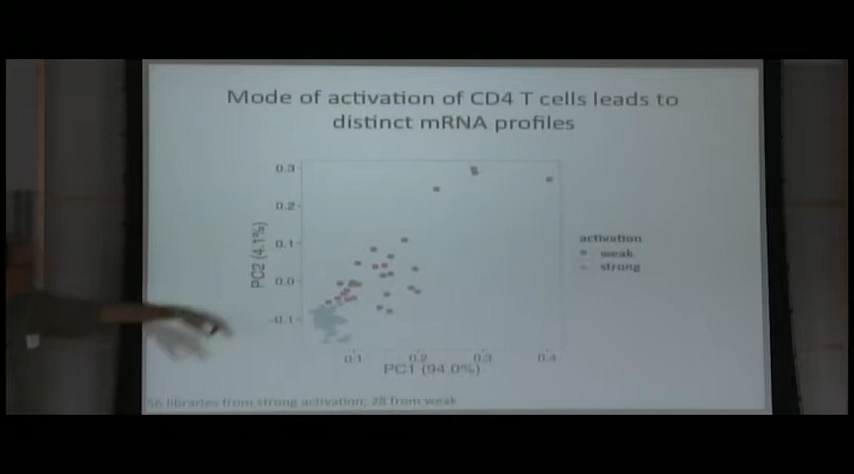 Mode of activation of CD4 T cells leads to
distinct mRNA profiles
0.3
0.2
0.1
0.0
-0.1
PC2 (4.1%)
0.1 0.2 0.3 0.4
PC1 (94.0%)
activation
weak
strong
56 libraries from strong activation; 28 from weak